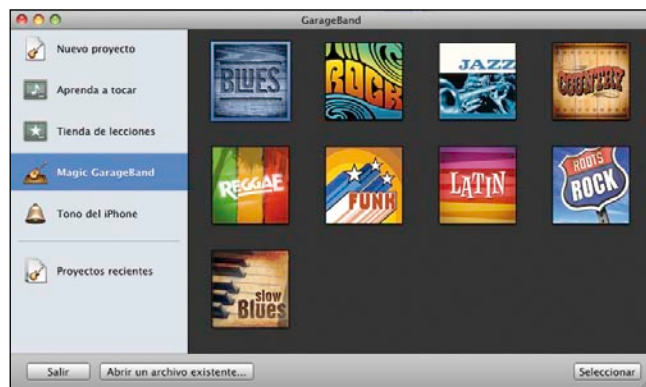 GarageBand
Nuevo proyecto
Aprenda a tocar
Tienda de lecciones
Magic GarageBand
Tono del iPhone
Proyectos recientes
BLUES
ROCK
JAZZ
COUNTRY
REGGAE
FUNK
LATIN
ROOTS
ROCK
slow
Blues
Salir
Abrir un archivo existente...
Seleccionar